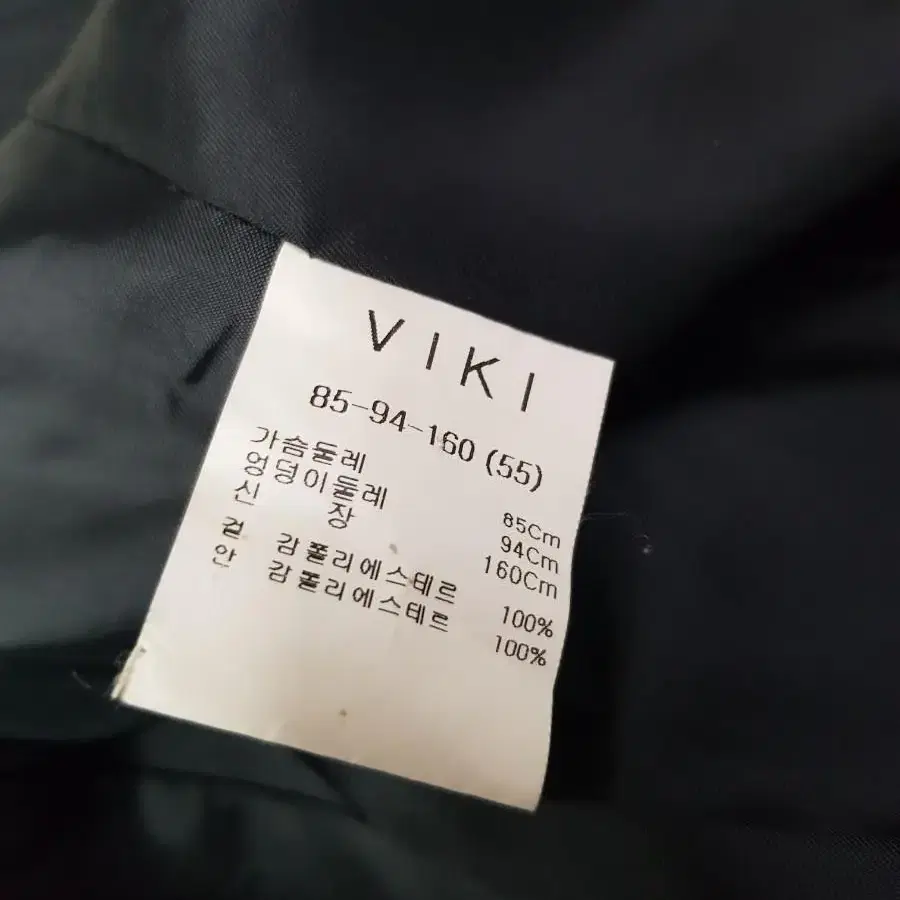 VIKI
85-94-160 (55)
가슴둘레 85Cm
엉덩이둘레 94Cm
신 장 160Cm
겉 감 폴리에스테르 100%
안 감 폴리에스테르 100%